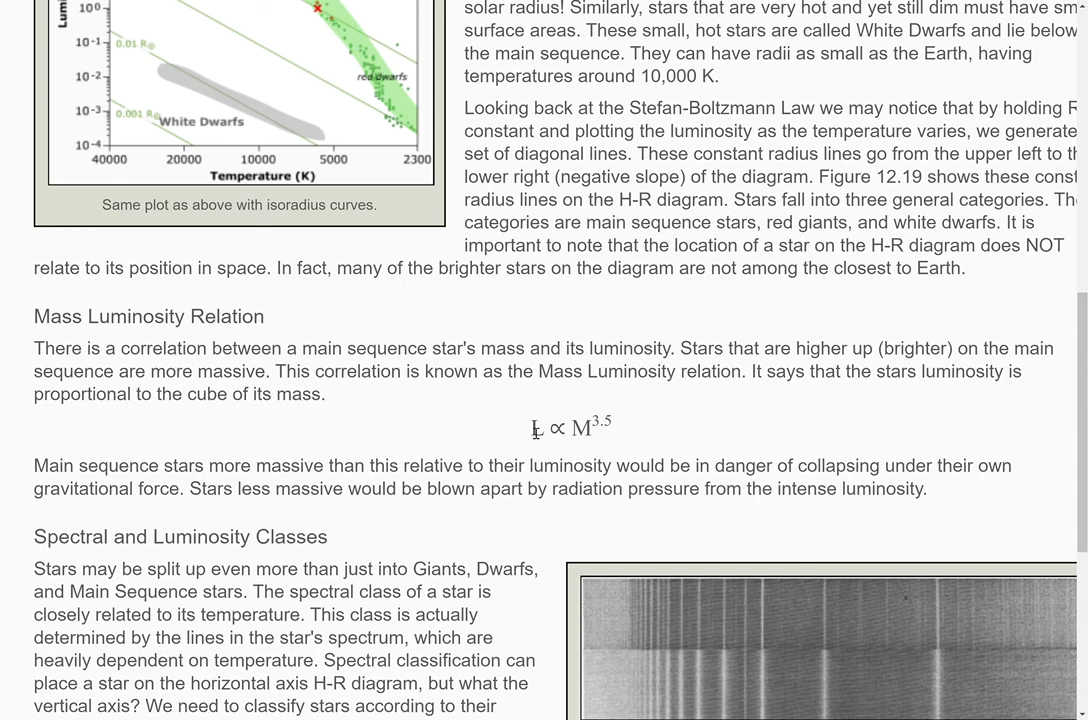 Lumi
10⁰
10⁻¹
0.01 R⊙
10⁻²
red dwarfs
10⁻³
0.001 R⊙
White Dwarfs
10⁻⁴
40000 20000 10000 5000 2300
Temperature (K)
Same plot as above with isoradius curves.
solar radius! Similarly, stars that are very hot and yet still dim must have sm
surface areas. These small, hot stars are called White Dwarfs and lie below
the main sequence. They can have radii as small as the Earth, having
temperatures around 10,000 K.
Looking back at the Stefan-Boltzmann Law we may notice that by holding R
constant and plotting the luminosity as the temperature varies, we generate
set of diagonal lines. These constant radius lines go from the upper left to th
lower right (negative slope) of the diagram. Figure 12.19 shows these const
radius lines on the H-R diagram. Stars fall into three general categories. Th
categories are main sequence stars, red giants, and white dwarfs. It is
important to note that the location of a star on the H-R diagram does NOT
relate to its position in space. In fact, many of the brighter stars on the diagram are not among the closest to Earth.
Mass Luminosity Relation
There is a correlation between a main sequence star's mass and its luminosity. Stars that are higher up (brighter) on the main
sequence are more massive. This correlation is known as the Mass Luminosity relation. It says that the stars luminosity is
proportional to the cube of its mass.
L ∝ M³·⁵
Main sequence stars more massive than this relative to their luminosity would be in danger of collapsing under their own
gravitational force. Stars less massive would be blown apart by radiation pressure from the intense luminosity.
Spectral and Luminosity Classes
Stars may be split up even more than just into Giants, Dwarfs,
and Main Sequence stars. The spectral class of a star is
closely related to its temperature. This class is actually
determined by the lines in the star's spectrum, which are
heavily dependent on temperature. Spectral classification can
place a star on the horizontal axis H-R diagram, but what the
vertical axis? We need to classify stars according to their